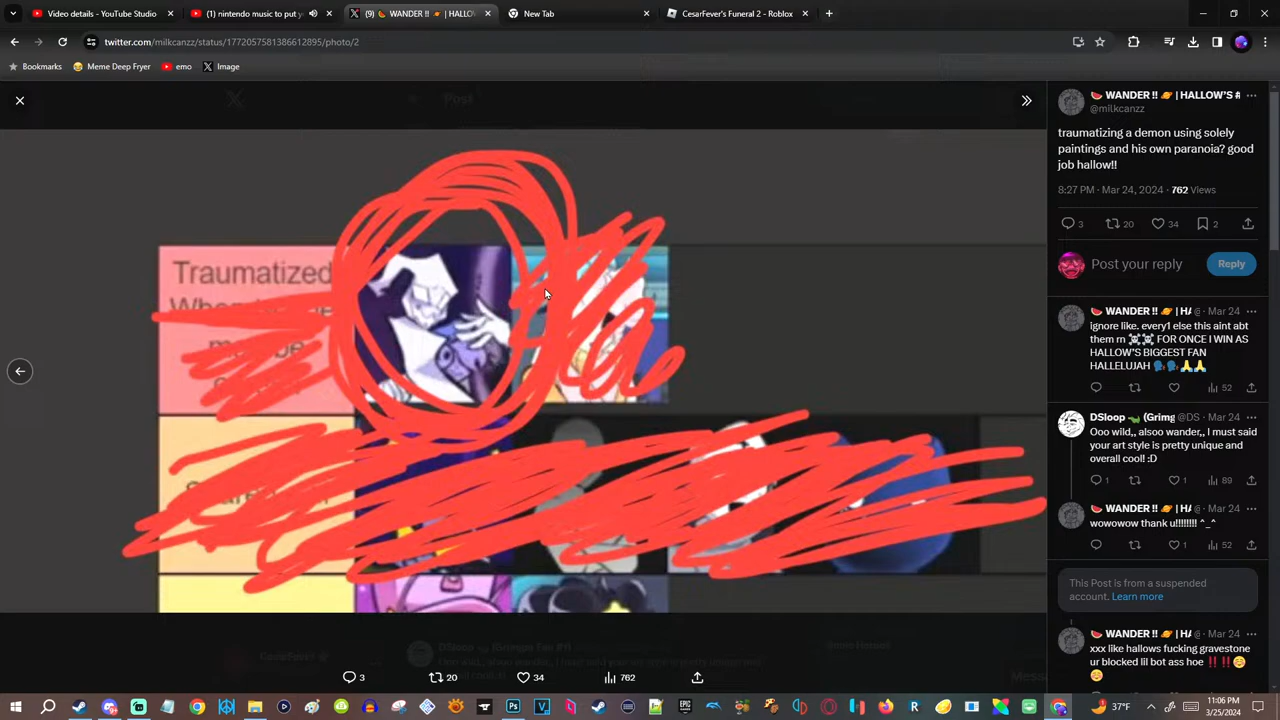 Video details - YouTube Studio
(1) nintendo music to put y
(9) WANDER !! | HALLO
New Tab
CesarFever's Funeral 2 - Roblox
twitter.com/milkcanzz/status/1772057581386612895/photo/2
Bookmarks
Meme Deep Fryer
emo
Image
Post
Traumatized
WANDER !! | HALLOW'S #
@milkcanzz
traumatizing a demon using solely
paintings and his own paranoia? good
job hallow!!
8:27 PM · Mar 24, 2024 · 762 Views
3
20
34
2
Post your reply
Reply
WANDER !! | HA @ · Mar 24
ignore like. every1 else this aint abt
them rn ☠️☠️ FOR ONCE I WIN AS
HALLOW'S BIGGEST FAN
HALLELUJAH 🗣️🗣️🙏🙏
52
DSloop (Grimg @DS · Mar 24
Ooo wild,, alsoo wander,, I must said
your art style is pretty unique and
overall cool! :D
1
1
89
WANDER !! | HA @ · Mar 24
wowowow thank u!!!!!!!! ^_^
1
52
This Post is from a suspended
account. Learn more
1
WANDER !! | HA @ · Mar 24
xxx like hallows fucking gravestone
ur blocked lil bot ass hoe ‼️‼️☺️
☺️
3
20
34
762
37°F
11:06 PM
3/25/2024